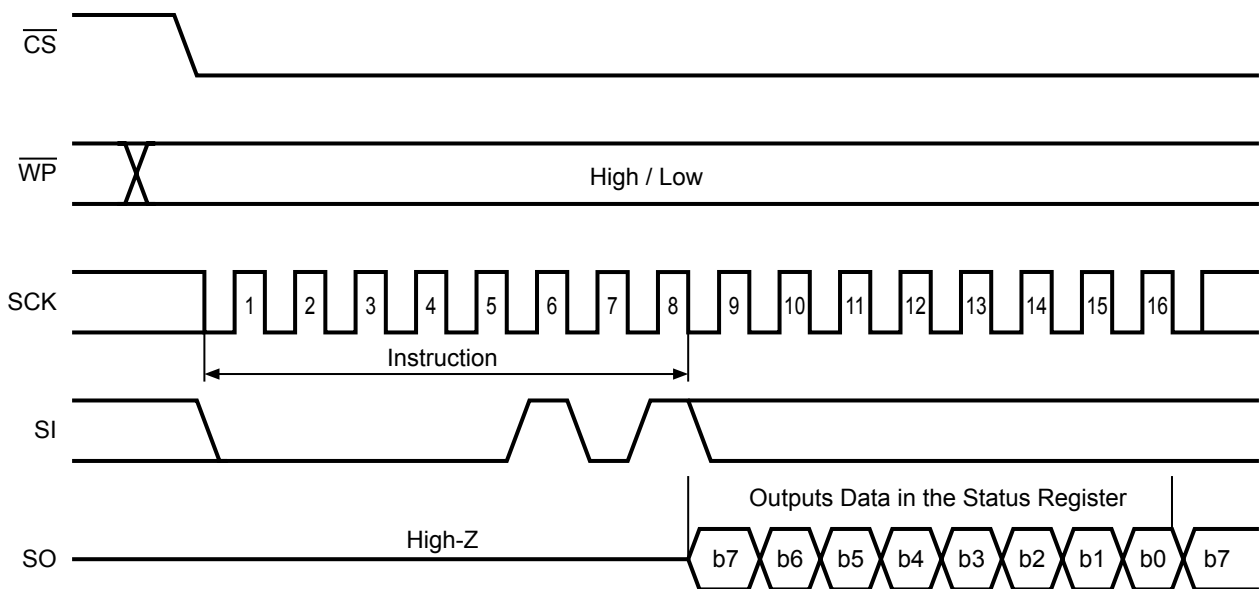 CS
WP
High / Low
SCK
1 2 3 4 5 6 7 8 9 10 11 12 13 14 15 16
Instruction
SI
Outputs Data in the Status Register
SO
High-Z
b7 b6 b5 b4 b3 b2 b1 b0 b7